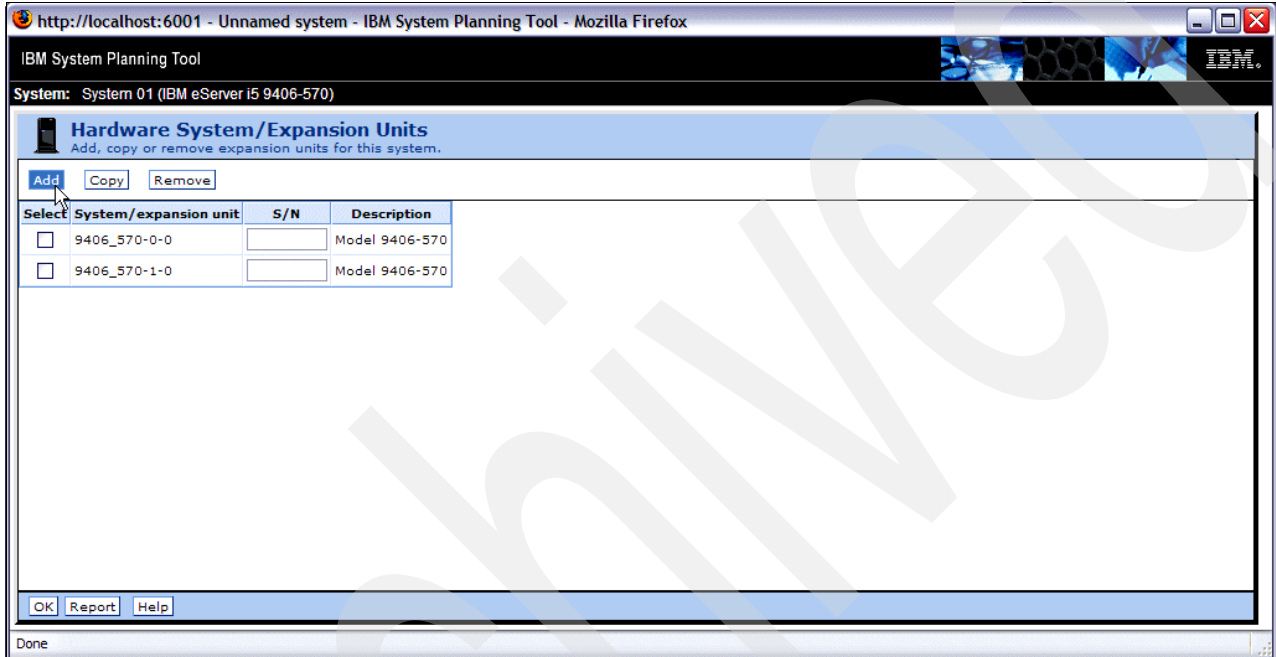 http://localhost:6001 - Unnamed system - IBM System Planning Tool - Mozilla Firefox
IBM System Planning Tool
IBM.
System: System 01 (IBM eServer i5 9406-570)
Hardware System/Expansion Units
Add, copy or remove expansion units for this system.
Add Copy Remove
Select System/expansion unit S/N Description
9406_570-0-0 Model 9406-570
9406_570-1-0 Model 9406-570
OK Report Help
Done